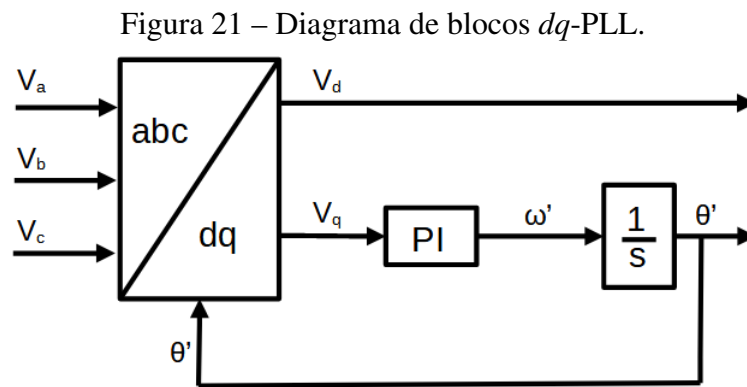 Figura 21 – Diagrama de blocos dq-PLL.
Va
Vb
Vc
abc
dq
Vd
Vq
PI
ω'
1
s
θ'
θ'